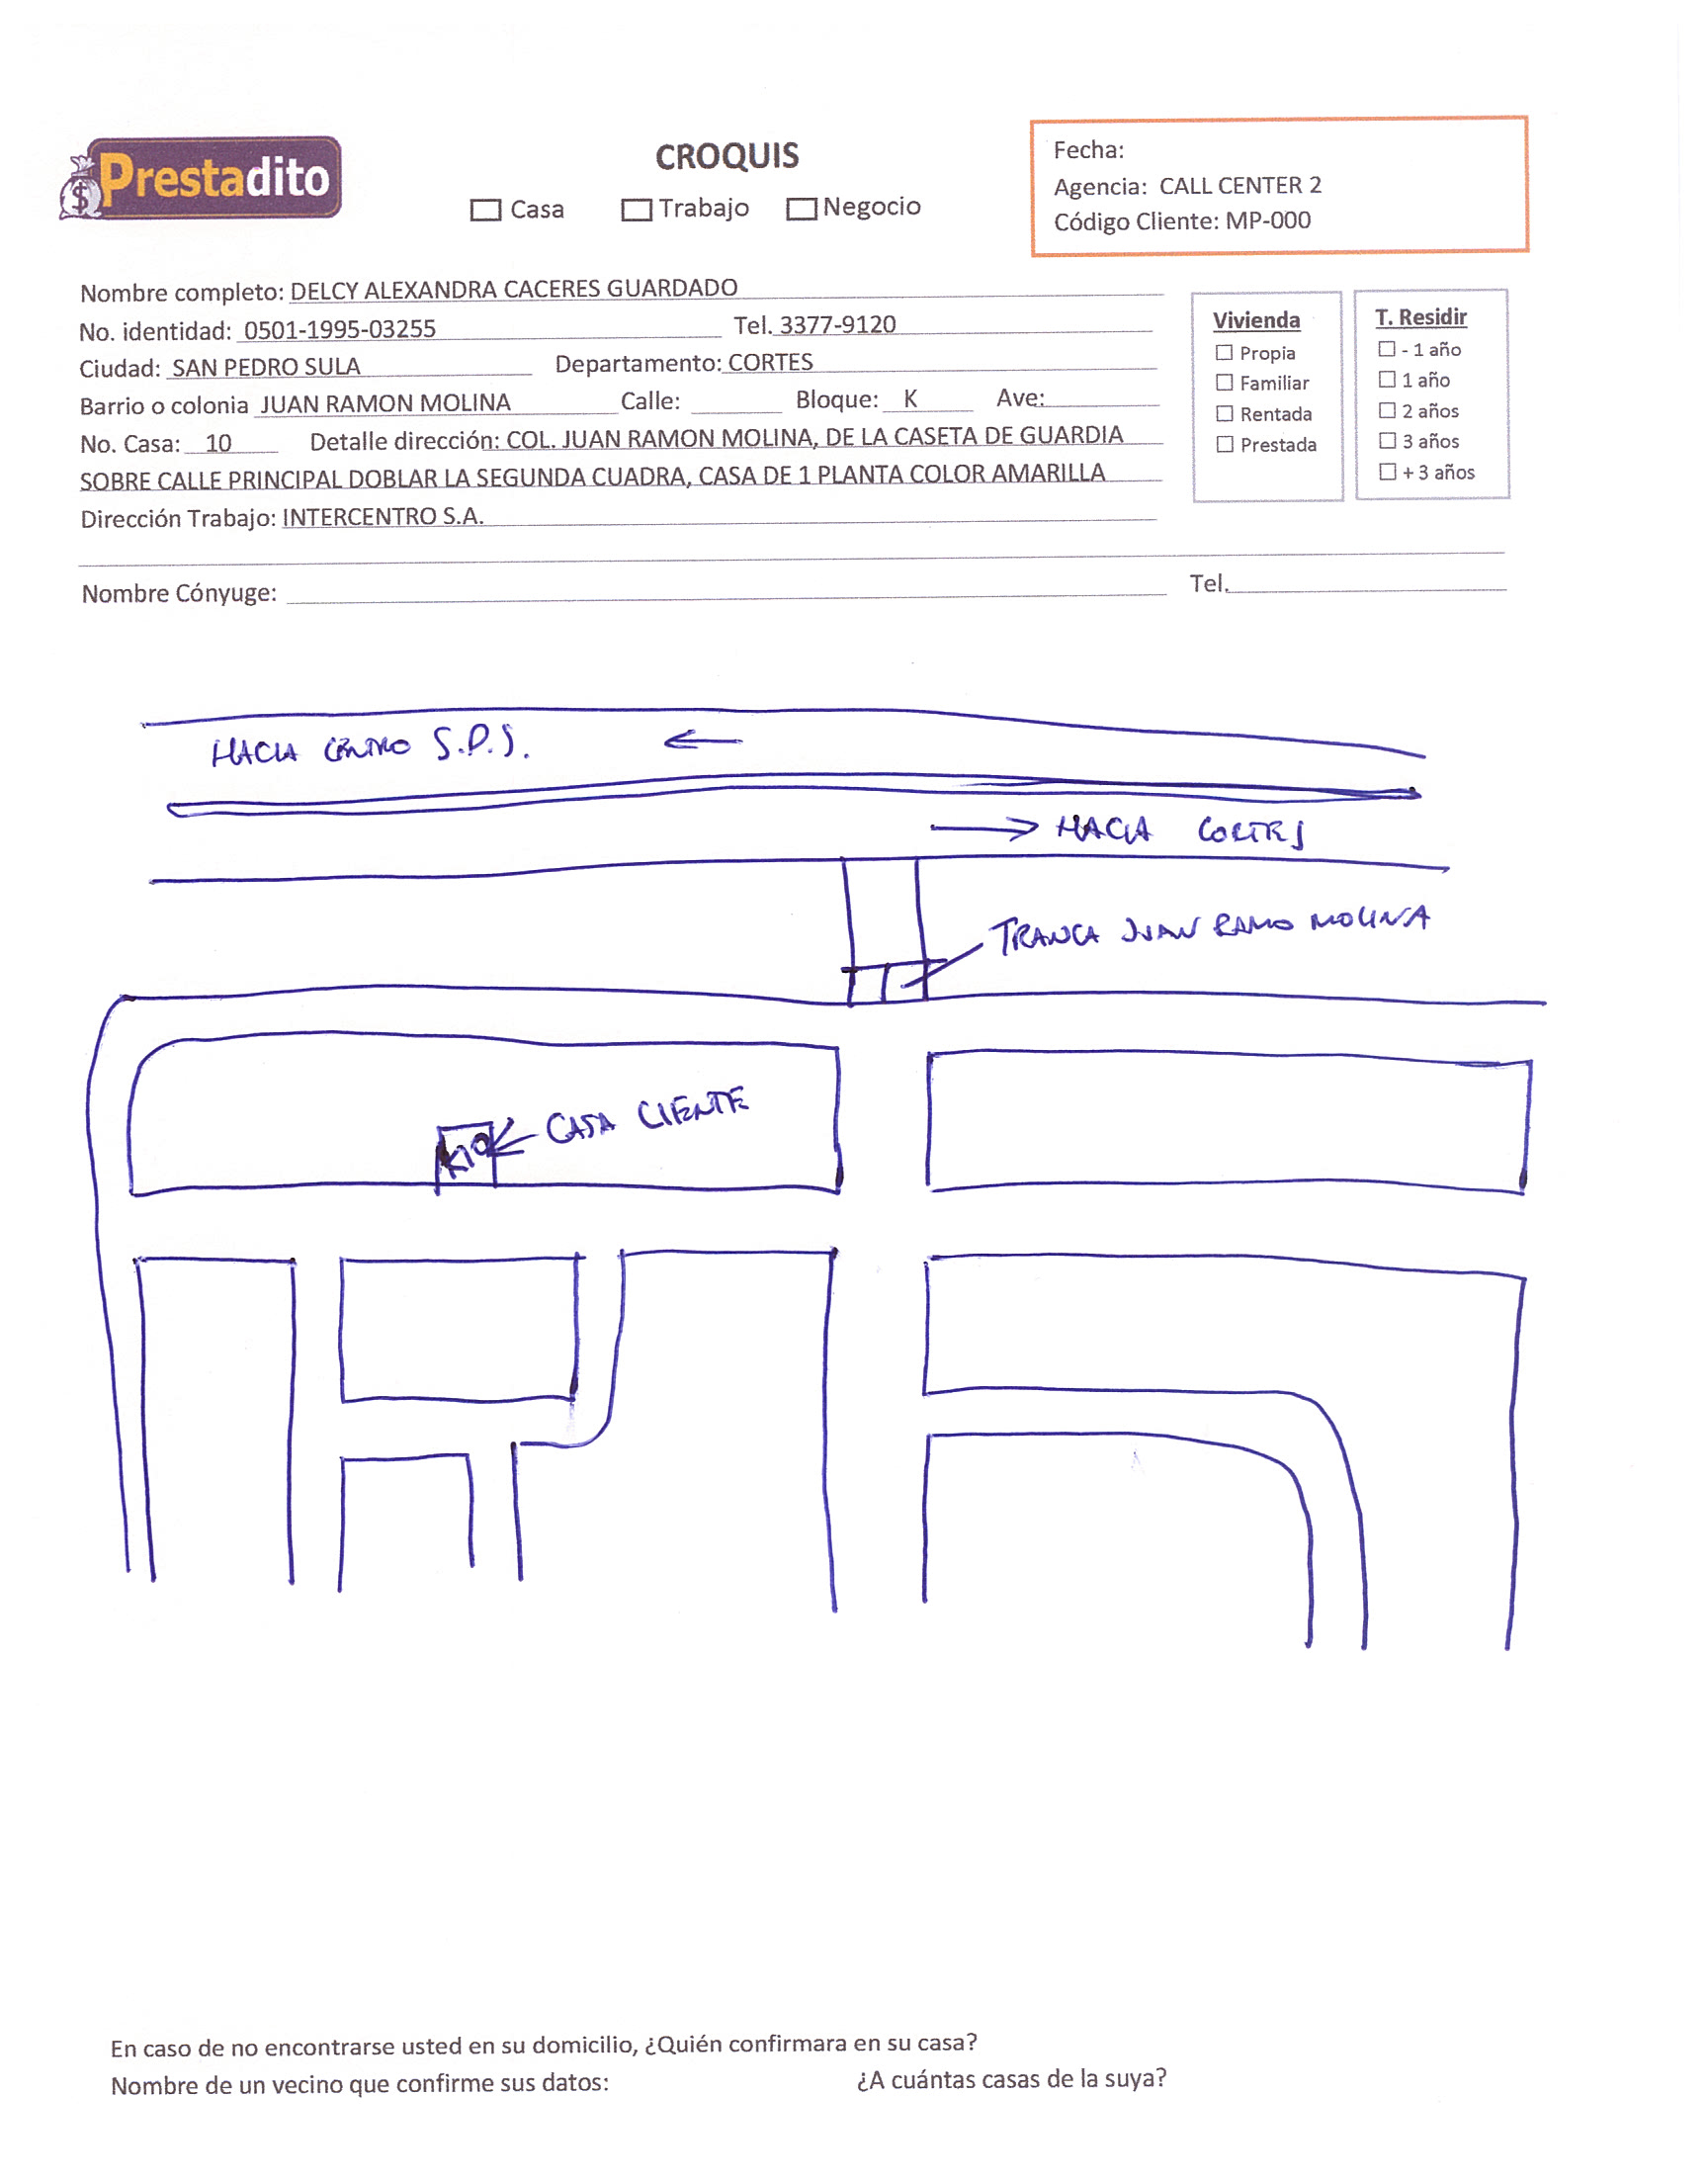 Prestadito
CROQUIS
Casa Trabajo Negocio
Fecha:
Agencia: CALL CENTER 2
Código Cliente: MP-000
Nombre completo: DELCY ALEXANDRA CACERES GUARDADO
No. identidad: 0501-1995-03255 Tel. 3377-9120
Ciudad: SAN PEDRO SULA Departamento: CORTES
Barrio o colonia JUAN RAMON MOLINA Calle: Bloque: K Ave:
No. Casa: 10 Detalle dirección: COL. JUAN RAMON MOLINA, DE LA CASETA DE GUARDIA
SOBRE CALLE PRINCIPAL DOBLAR LA SEGUNDA CUADRA, CASA DE 1 PLANTA COLOR AMARILLA
Dirección Trabajo: INTERCENTRO S.A.
Nombre Cónyuge: Tel.
Vivienda
Propia
Familiar
Rentada
Prestada
T. Residir
- 1 año
1 año
2 años
3 años
+ 3 años
HACIA CENTRO S.P.S.
HACIA CORTES
TRANCA JUAN RAMO MOLINA
CASA CLIENTE
K10
En caso de no encontrarse usted en su domicilio, ¿Quién confirmara en su casa?
Nombre de un vecino que confirme sus datos: ¿A cuántas casas de la suya?